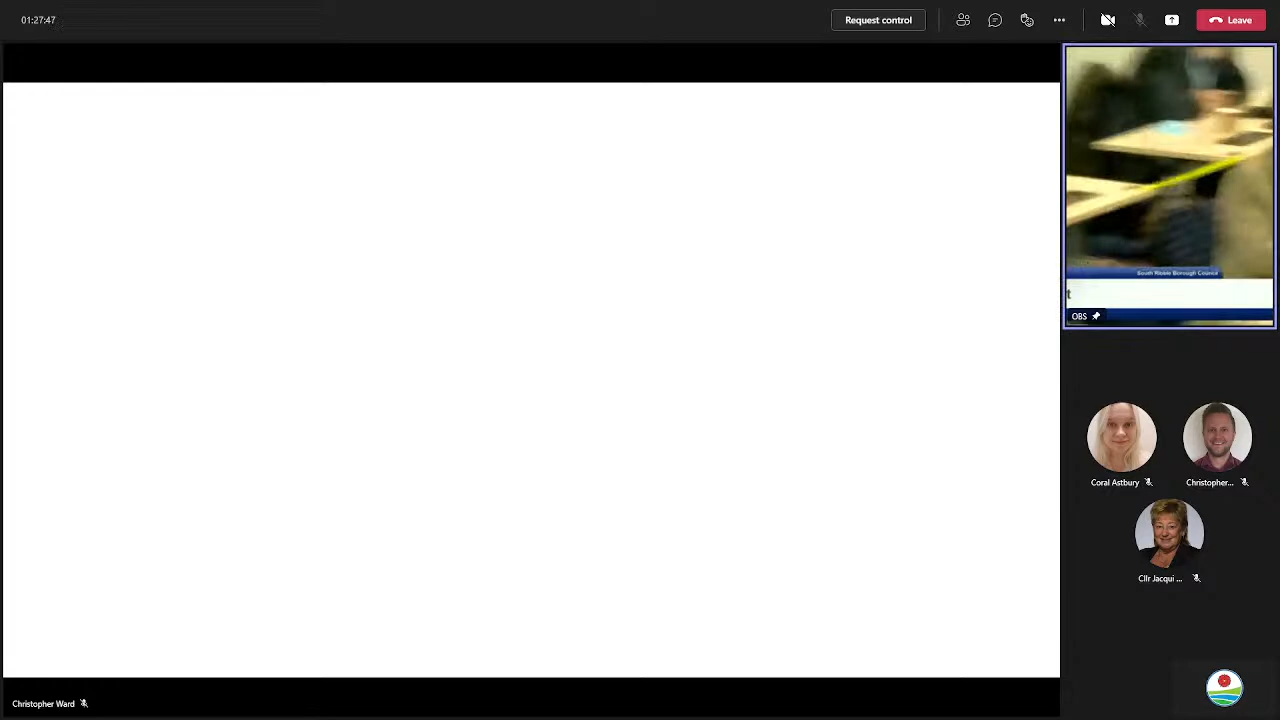 01:27:47
Request control
Leave
South Ribble Borough Council
t
OBS
Coral Astbury
Christopher...
Cllr Jacqui ...
Christopher Ward